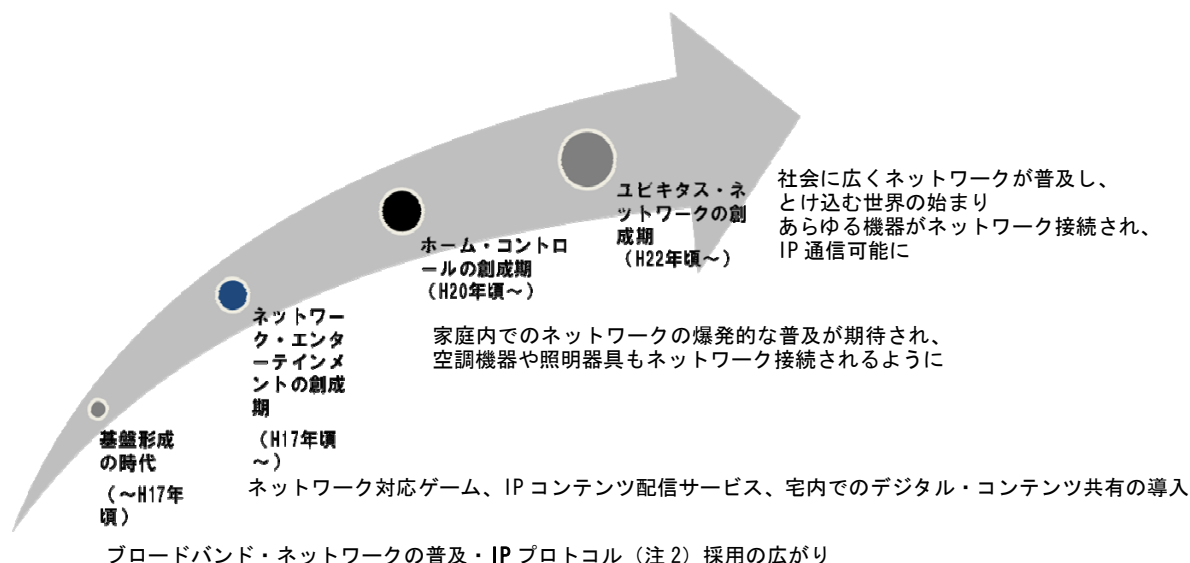 社会に広くネットワークが普及し、
とけ込む世界の始まり
あらゆる機器がネットワーク接続され、
IP 通信可能に
ユビキタス・ネ
ットワークの創
成期
（H22年頃～）
ホーム・コントロ
ールの創成期
（H20年頃～）
家庭内でのネットワークの爆発的な普及が期待され、
空調機器や照明器具もネットワーク接続されるように
ネットワー
ク・エンタ
ーテインメ
ントの創成
期
（H17年頃
～）
ネットワーク対応ゲーム、IP コンテンツ配信サービス、宅内でのデジタル・コンテンツ共有の導入
基盤形成
の時代
（～H17年
頃）
ブロードバンド・ネットワークの普及・IP プロトコル（注 2）採用の広がり